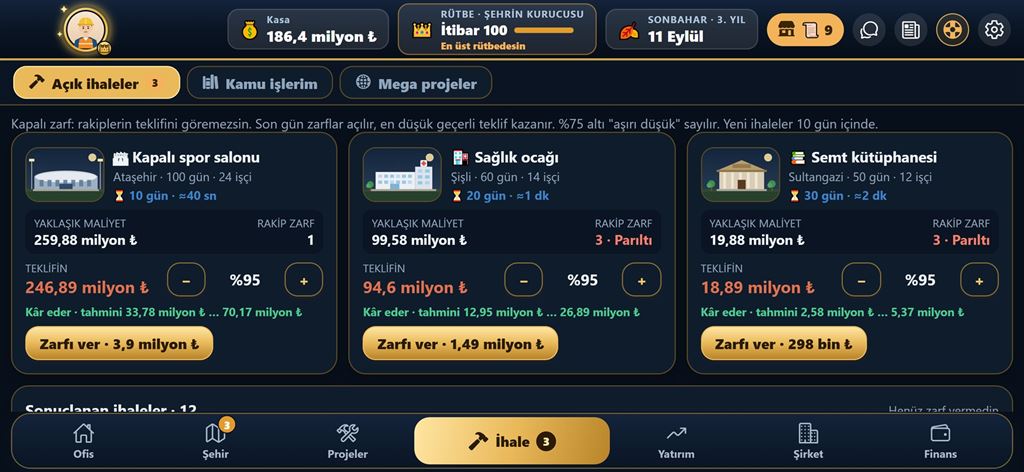 Kasa
186,4 milyon ₺
RÜTBE · ŞEHRİN KURUCUSU
İtibar 100
En üst rütbedesin
SONBAHAR · 3. YIL
11 Eylül
9
Açık ihaleler 3
Kamu işlerim
Mega projeler
Kapalı zarf: rakiplerin teklifini göremezsin. Son gün zarflar açılır, en düşük geçerli teklif kazanır. %75 altı "aşırı düşük" sayılır. Yeni ihaleler 10 gün içinde.
Kapalı spor salonu
Ataşehir · 100 gün · 24 işçi
10 gün · ≈40 sn
YAKLAŞIK MALİYET RAKİP ZARF
259,88 milyon ₺ 1
TEKLİFİN
246,89 milyon ₺ − %95 +
Kâr eder · tahmini 33,78 milyon ₺ … 70,17 milyon ₺
Zarfı ver · 3,9 milyon ₺
Sağlık ocağı
Şişli · 60 gün · 14 işçi
20 gün · ≈1 dk
YAKLAŞIK MALİYET RAKİP ZARF
99,58 milyon ₺ 3 · Parıltı
TEKLİFİN
94,6 milyon ₺ − %95 +
Kâr eder · tahmini 12,95 milyon ₺ … 26,89 milyon ₺
Zarfı ver · 1,49 milyon ₺
Semt kütüphanesi
Sultangazi · 50 gün · 12 işçi
30 gün · ≈2 dk
YAKLAŞIK MALİYET RAKİP ZARF
19,88 milyon ₺ 3 · Parıltı
TEKLİFİN
18,89 milyon ₺ − %95 +
Kâr eder · tahmini 2,58 milyon ₺ … 5,37 milyon ₺
Zarfı ver · 298 bin ₺
Sonuçlanan ihaleler · 12 Henüz zarf vermedin
Ofis
3
Şehir
Projeler
İhale 3
Yatırım
Şirket
Finans